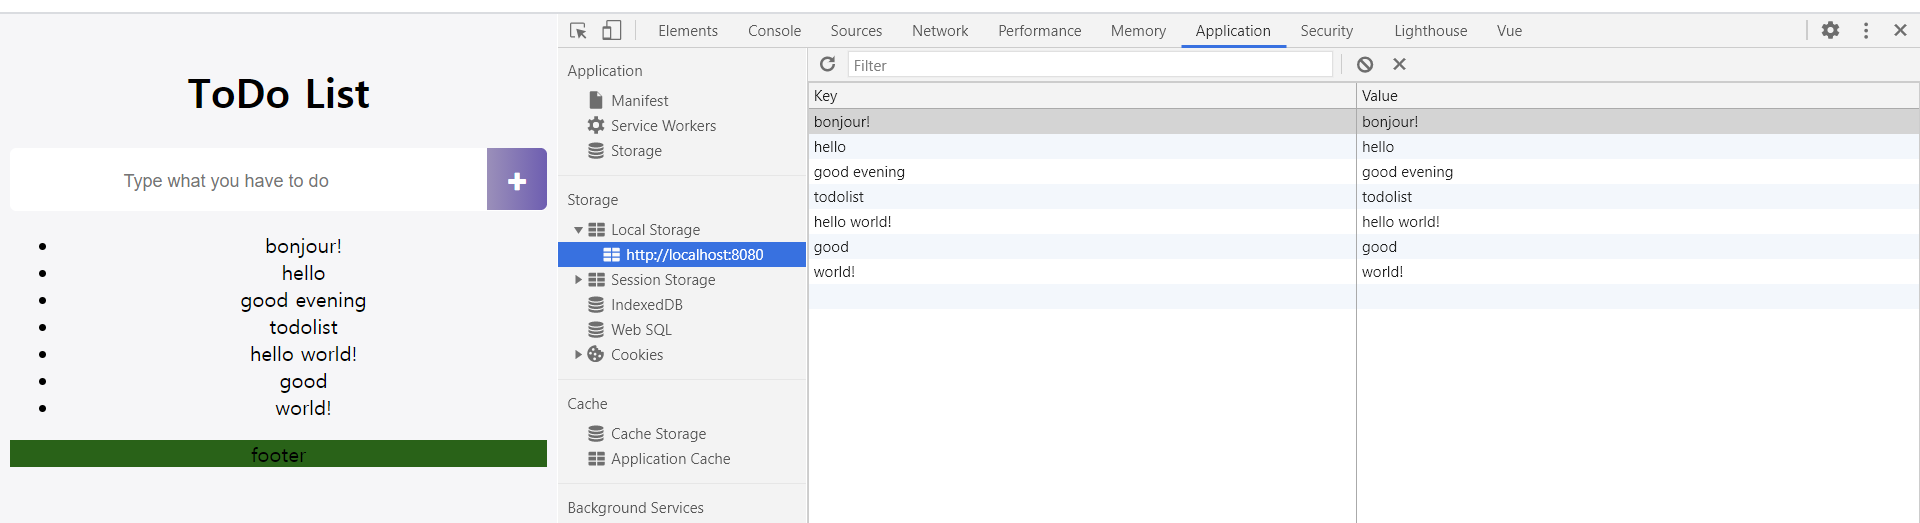 ToDo List
Type what you have to do
bonjour!
hello
good evening
todolist
hello world!
good
world!
footer
Elements Console Sources Network Performance Memory Application Security Lighthouse Vue
Application
Manifest
Service Workers
Storage
Storage
Local Storage
http://localhost:8080
Session Storage
IndexedDB
Web SQL
Cookies
Cache
Cache Storage
Application Cache
Background Services
Filter
Key Value
bonjour! bonjour!
hello hello
good evening good evening
todolist todolist
hello world! hello world!
good good
world! world!